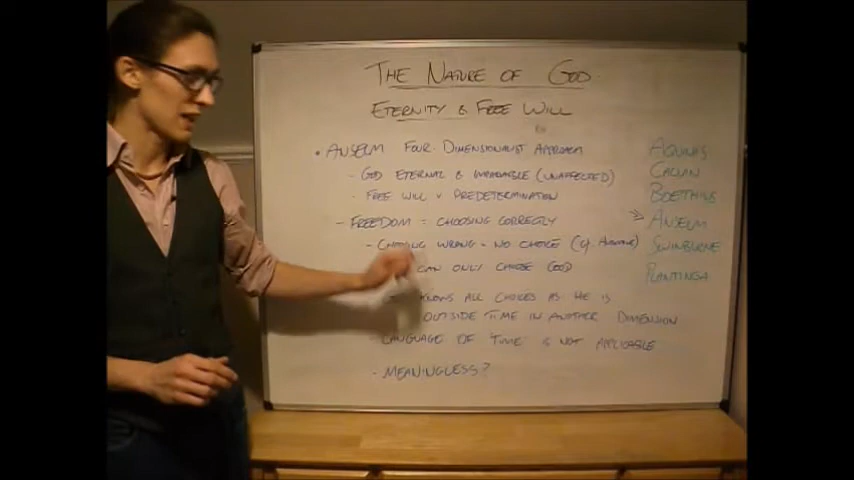 THE NATURE OF GOD
ETERNITY & FREE WILL
• ANSELM FOUR DIMENSIONALIST APPROACH
- GOD ETERNAL & IMMUTABLE (UNAFFECTED)
- FREE WILL v PREDETERMINATION
- FREEDOM = CHOOSING CORRECTLY
- WRONG = NO CHOICE (cf.
CAN ONLY CHOOSE GOOD
KNOWS ALL CHOICES AS HE IS
OUTSIDE TIME IN ANOTHER DIMENSION
LANGUAGE OF 'TIME' IS NOT APPLICABLE
- MEANINGLESS?
AQUINAS
CALVIN
BOETHIUS
ANSELM
SWINBURNE
PLANTINGA